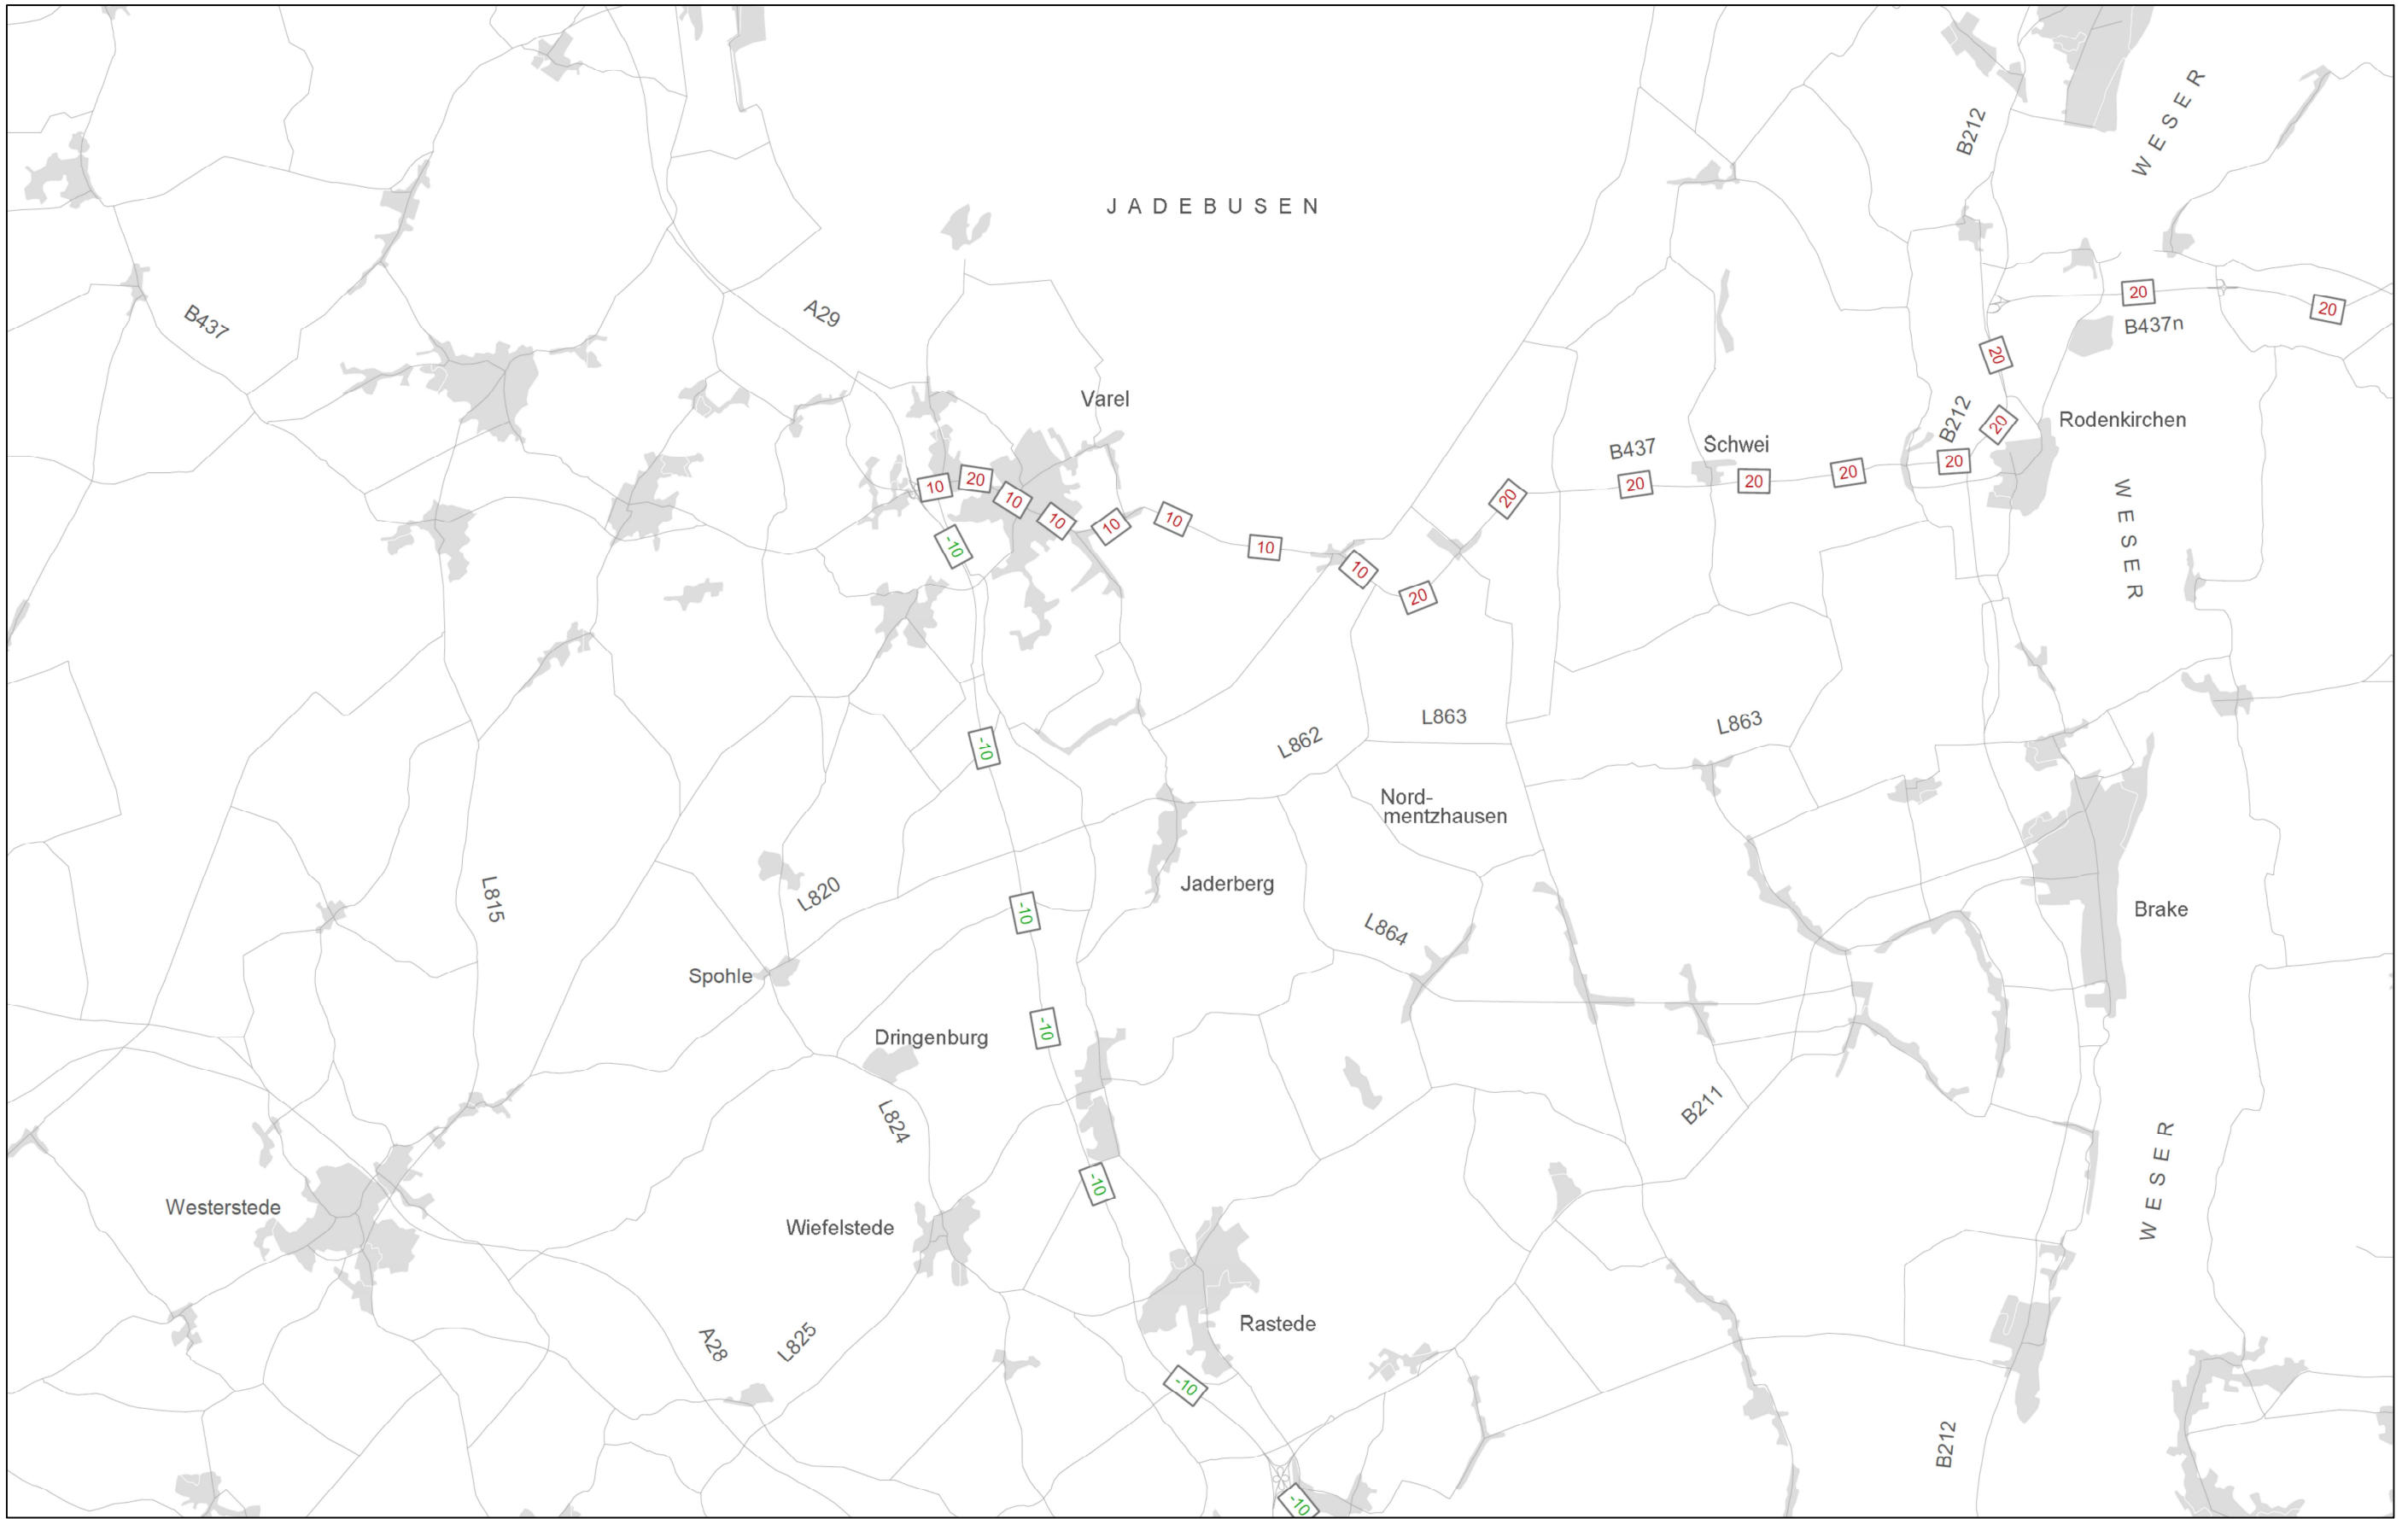 WESER
B212
JADEBUSEN
20
B437n
20
B437
A29
20
Varel
B212
20
Rodenkirchen
B437
Schwei
20
20
20
20
10
20
10
20
10
10
10
WESER
-10
10
10
20
-10
L863
L863
L862
Nord-
mentzhausen
Jaderberg
L815
L820
-10
Brake
L864
Spohle
-10
Dringenburg
L824
B211
WESER
-10
Westerstede
Wiefelstede
Rastede
A28
L825
-10
B212
-10